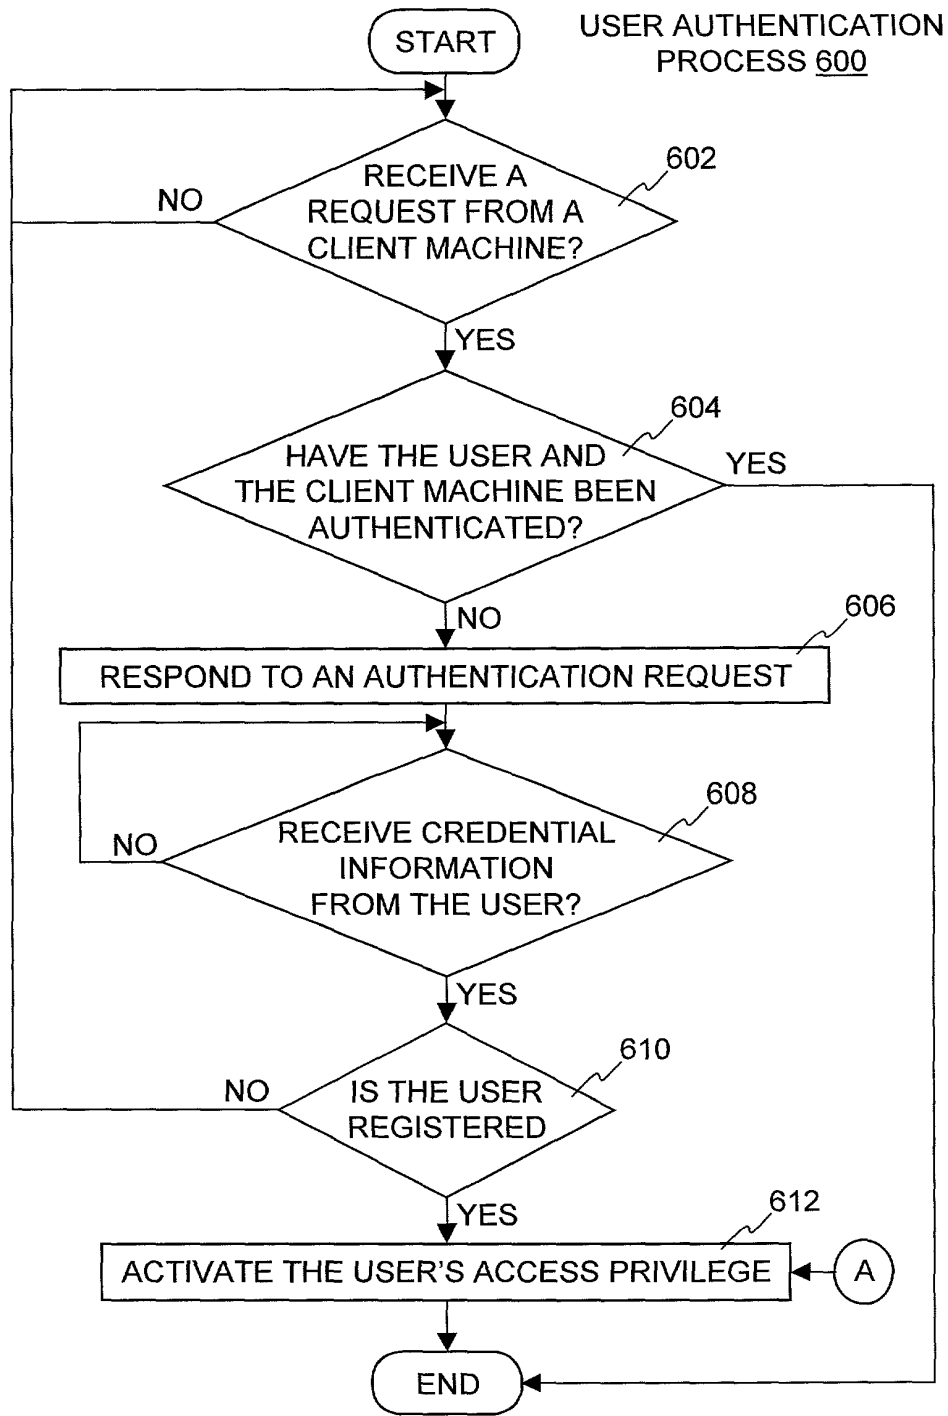 START
USER AUTHENTICATION
PROCESS 600
602
RECEIVE A
REQUEST FROM A
CLIENT MACHINE?
NO
YES
604
HAVE THE USER AND
THE CLIENT MACHINE BEEN
AUTHENTICATED?
YES
NO
606
RESPOND TO AN AUTHENTICATION REQUEST
608
RECEIVE CREDENTIAL
INFORMATION
FROM THE USER?
NO
YES
610
IS THE USER
REGISTERED
NO
YES
612
ACTIVATE THE USER'S ACCESS PRIVILEGE
A
END